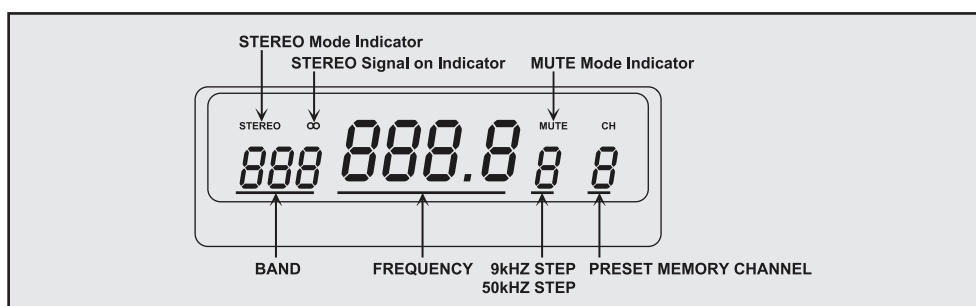 STEREO Mode Indicator
STEREO Signal on Indicator
MUTE Mode Indicator
STEREO ∞ MUTE CH
888 888.8 8 8
BAND FREQUENCY 9kHZ STEP PRESET MEMORY CHANNEL
50kHZ STEP